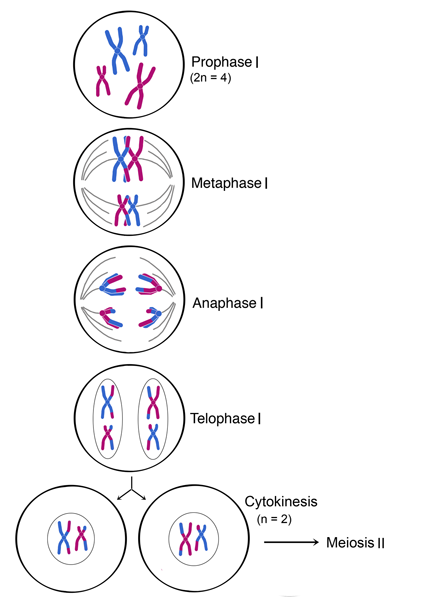 Prophase I
(2n = 4)
Metaphase I
Anaphase I
Telophase I
Cytokinesis
(n = 2)
Meiosis II